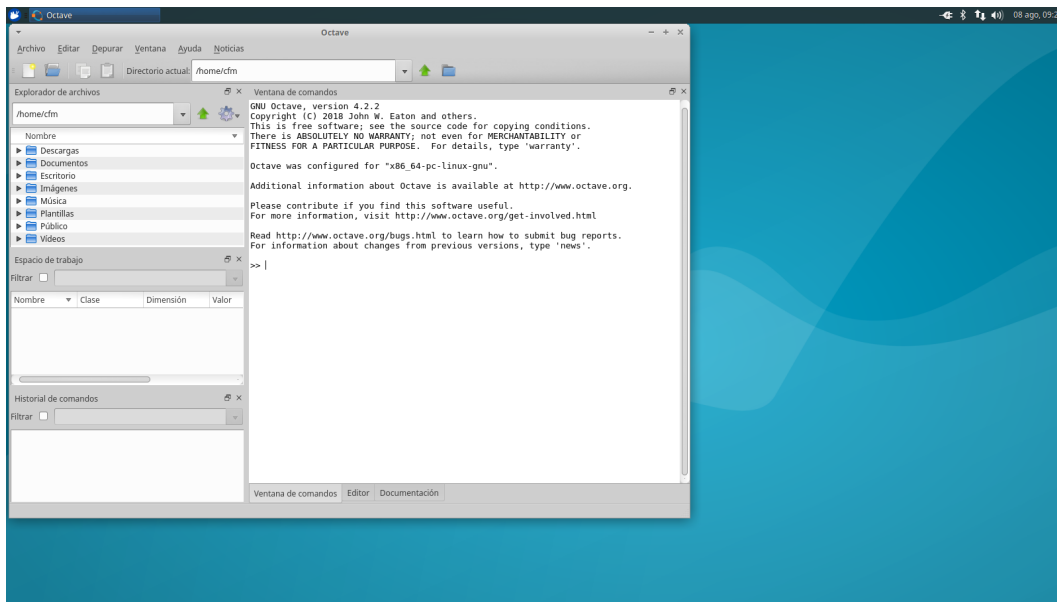 Octave
08 ago, 09:2
Octave
Archivo Editar Depurar Ventana Ayuda Noticias
Directorio actual: /home/cfm
Explorador de archivos
/home/cfm
Nombre
Descargas
Documentos
Escritorio
Imágenes
Música
Plantillas
Público
Vídeos
Espacio de trabajo
Filtrar
Nombre Clase Dimensión Valor
Historial de comandos
Filtrar
Ventana de comandos
GNU Octave, version 4.2.2
Copyright (C) 2018 John W. Eaton and others.
This is free software; see the source code for copying conditions.
There is ABSOLUTELY NO WARRANTY; not even for MERCHANTABILITY or
FITNESS FOR A PARTICULAR PURPOSE.  For details, type 'warranty'.
Octave was configured for "x86_64-pc-linux-gnu".
Additional information about Octave is available at http://www.octave.org.
Please contribute if you find this software useful.
For more information, visit http://www.octave.org/get-involved.html
Read http://www.octave.org/bugs.html to learn how to submit bug reports.
For information about changes from previous versions, type 'news'.
>>
Ventana de comandos Editor Documentación